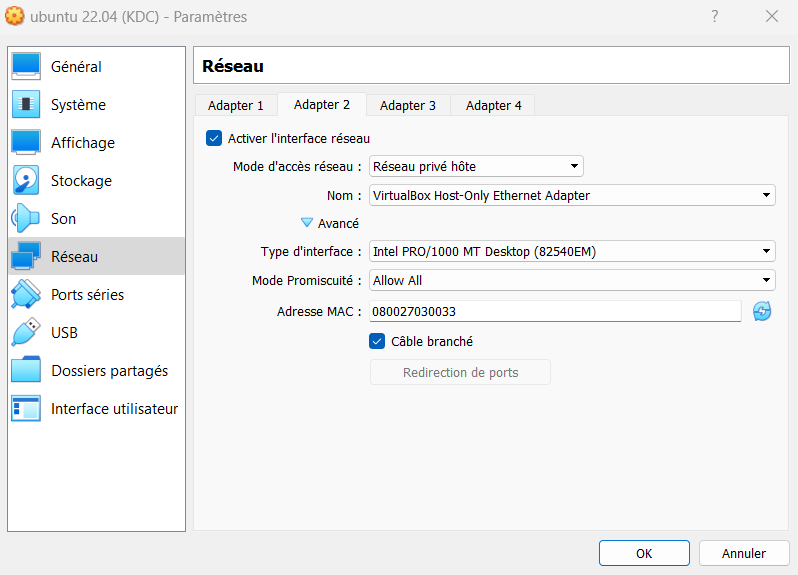 ubuntu 22.04 (KDC) - Paramètres ?
Général
Système
Affichage
Stockage
Son
Réseau
Ports séries
USB
Dossiers partagés
Interface utilisateur
Réseau
Adapter 1 Adapter 2 Adapter 3 Adapter 4
Activer l'interface réseau
Mode d'accès réseau : Réseau privé hôte
Nom : VirtualBox Host-Only Ethernet Adapter
Avancé
Type d'interface : Intel PRO/1000 MT Desktop (82540EM)
Mode Promiscuité : Allow All
Adresse MAC : 080027030033
Câble branché
Redirection de ports
OK Annuler